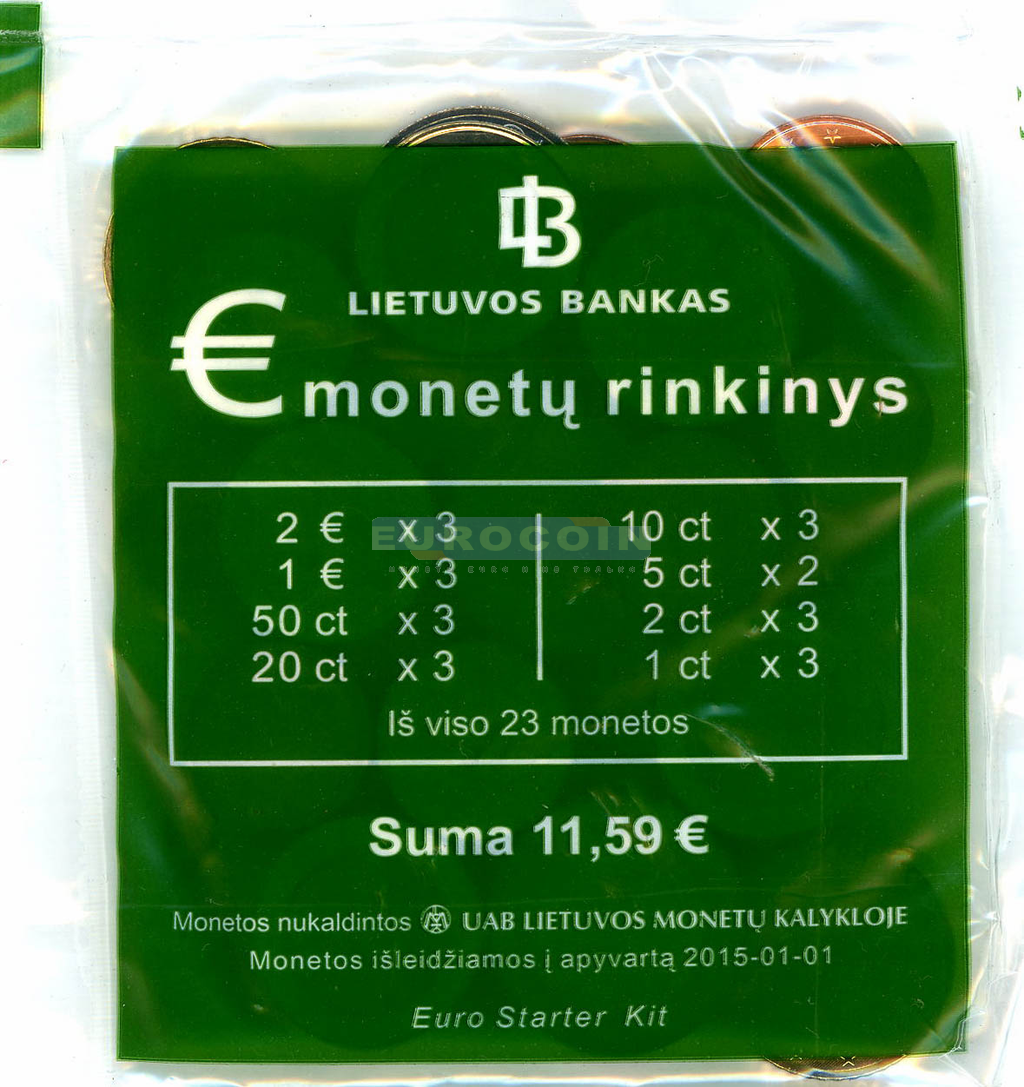 LB
LIETUVOS BANKAS
€ monetų rinkinys
2 € x 3 10 ct x 3
1 € x 3 5 ct x 2
50 ct x 3 2 ct x 3
20 ct x 3 1 ct x 3
EUROCOIN
Iš viso 23 monetos
Suma 11,59 €
Monetos nukaldintos UAB LIETUVOS MONETŲ KALYKLOJE
Monetos išleidžiamos į apyvartą 2015-01-01
Euro Starter Kit